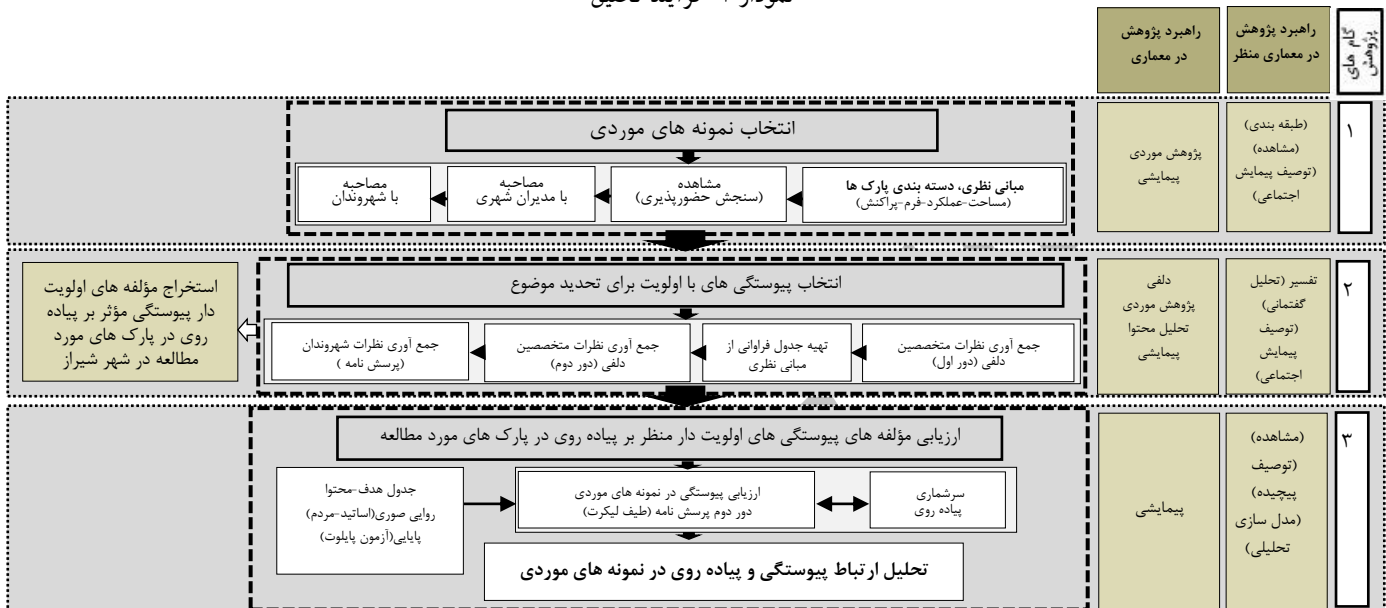 نمودار ۱- فرآیند تحقیق
گام های
پژوهش
راهبرد پژوهش
در معماری منظر
راهبرد پژوهش
در معماری
۱
(طبقه بندی)
(مشاهده)
(توصیف پیمایش
اجتماعی)
پژوهش موردی
پیمایشی
انتخاب نمونه های موردی
مبانی نظری، دسته بندی پارک ها
(مساحت-عملکرد-فرم-پراکنش)
مشاهده
(سنجش حضورپذیری)
مصاحبه
با مدیران شهری
مصاحبه
با شهروندان
۲
تفسیر (تحلیل
گفتمانی)
(توصیف
پیمایش
اجتماعی)
دلفی
پژوهش موردی
تحلیل محتوا
پیمایشی
انتخاب پیوستگی های با اولویت برای تحدید موضوع
جمع آوری نظرات متخصصین
دلفی (دور اول)
تهیه جدول فراوانی از
مبانی نظری
جمع آوری نظرات متخصصین
دلفی (دور دوم)
جمع آوری نظرات شهروندان
(پرسش نامه )
استخراج مؤلفه های اولویت
دار پیوستگی مؤثر بر پیاده
روی در پارک های مورد
مطالعه در شهر شیراز
۳
(مشاهده)
(توصیف
پیچیده)
(مدل سازی
تحلیلی)
پیمایشی
ارزیابی مؤلفه های پیوستگی های اولویت دار منظر بر پیاده روی در پارک های مورد مطالعه
سرشماری
پیاده روی
ارزیابی پیوستگی در نمونه های موردی
دور دوم پرسش نامه (طیف لیکرت)
جدول هدف-محتوا
روایی صوری(اساتید-مردم)
پایایی(آزمون پایلوت)
تحلیل ارتباط پیوستگی و پیاده روی در نمونه های موردی